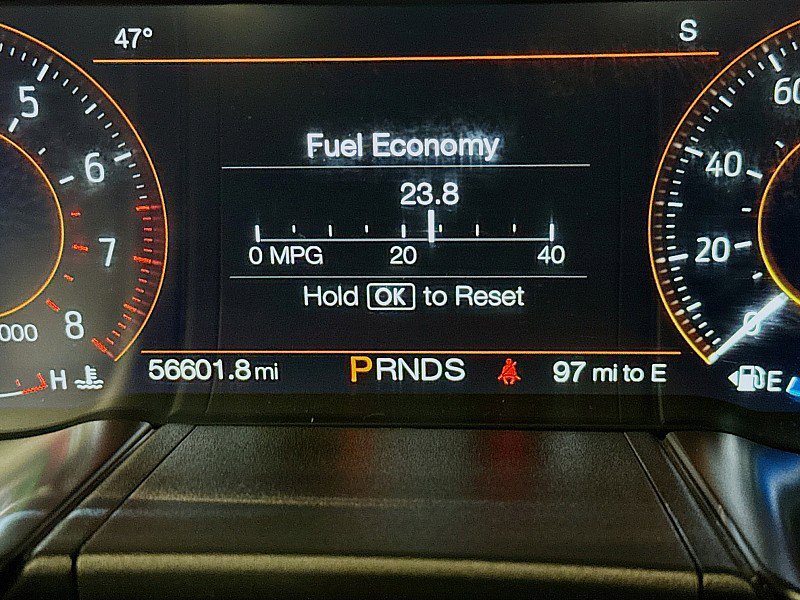 47° S
5
6
7
8
000
H
Fuel Economy
23.8
0 MPG 20 40
Hold OK to Reset
56601.8 mi PRNDS 97 mi to E
60
40
20
0
E